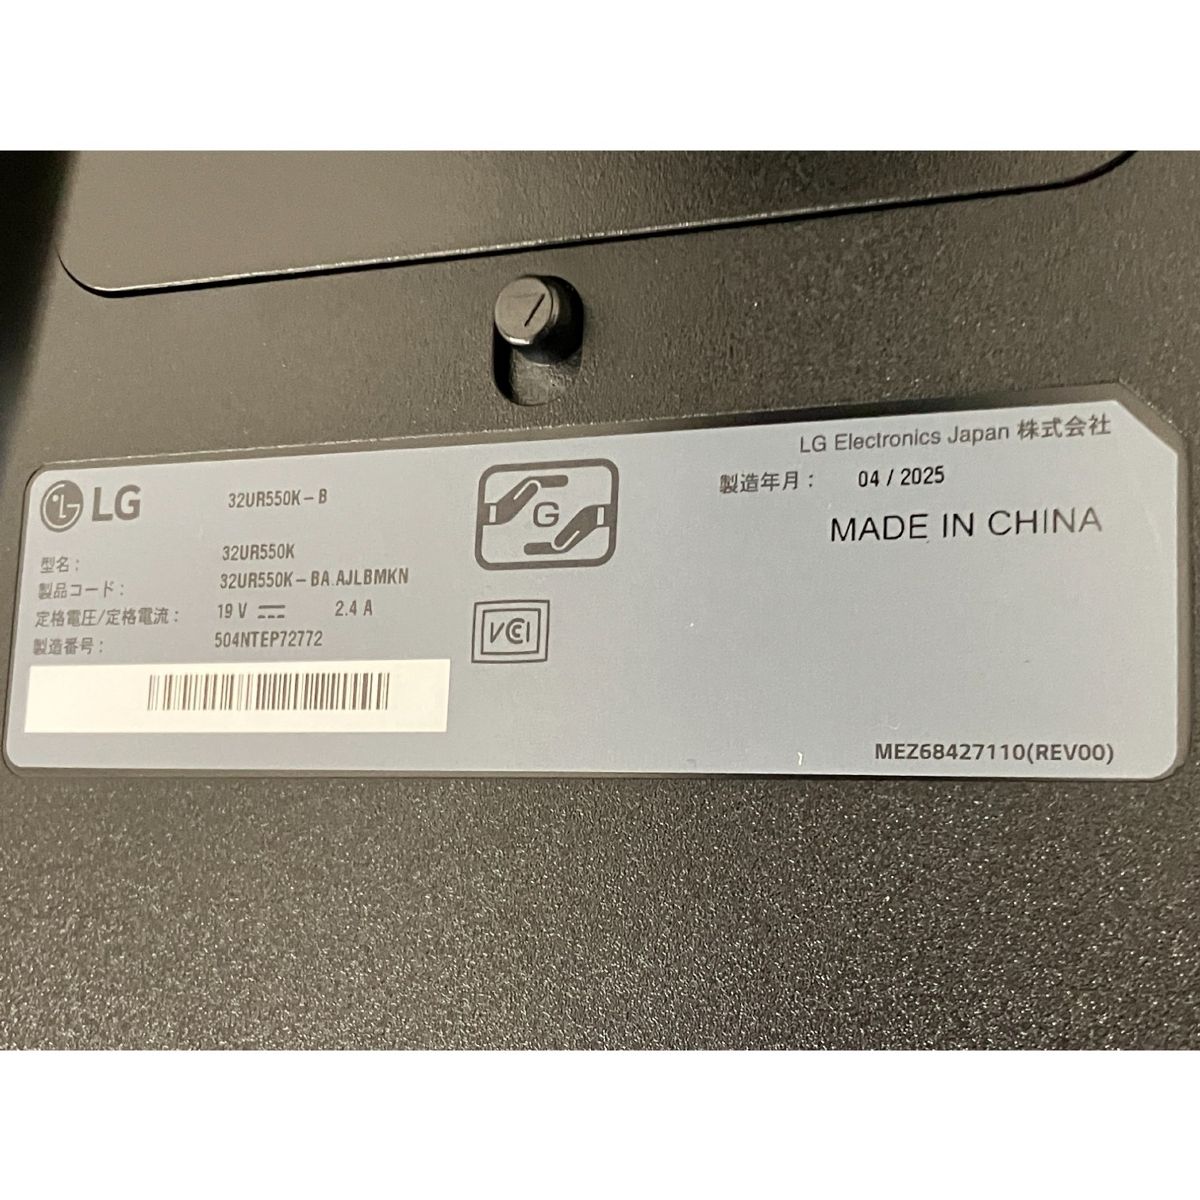 LG Electronics Japan 株式会社
LG
32UR550K-B
製造年月： 04 / 2025
MADE IN CHINA
G
型名： 32UR550K
製品コード： 32UR550K-BA.AJLBMKN
定格電圧/定格電流： 19 V 2.4 A
製造番号： 504NTEP72772
VCCI
MEZ68427110(REV00)